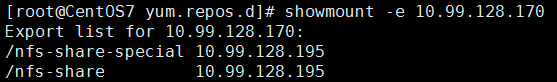 [root@CentOS7 yum.repos.d]# showmount -e 10.99.128.170
Export list for 10.99.128.170:
/nfs-share-special 10.99.128.195
/nfs-share         10.99.128.195